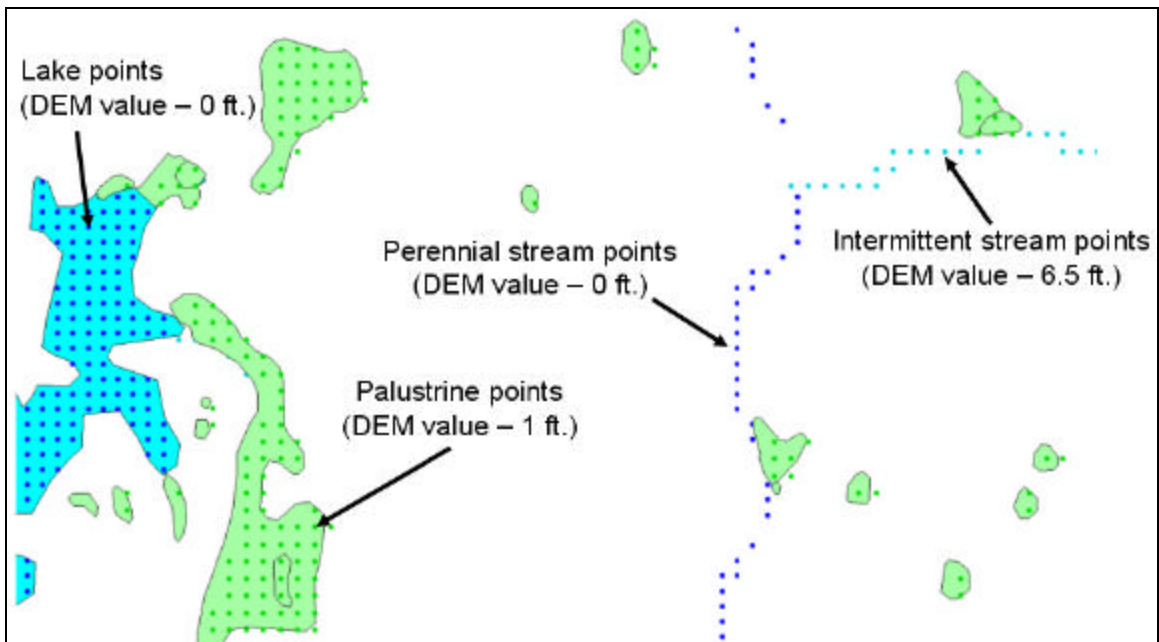 Lake points
(DEM value – 0 ft.)
Perennial stream points
(DEM value – 0 ft.)
Intermittent stream points
(DEM value – 6.5 ft.)
Palustrine points
(DEM value – 1 ft.)